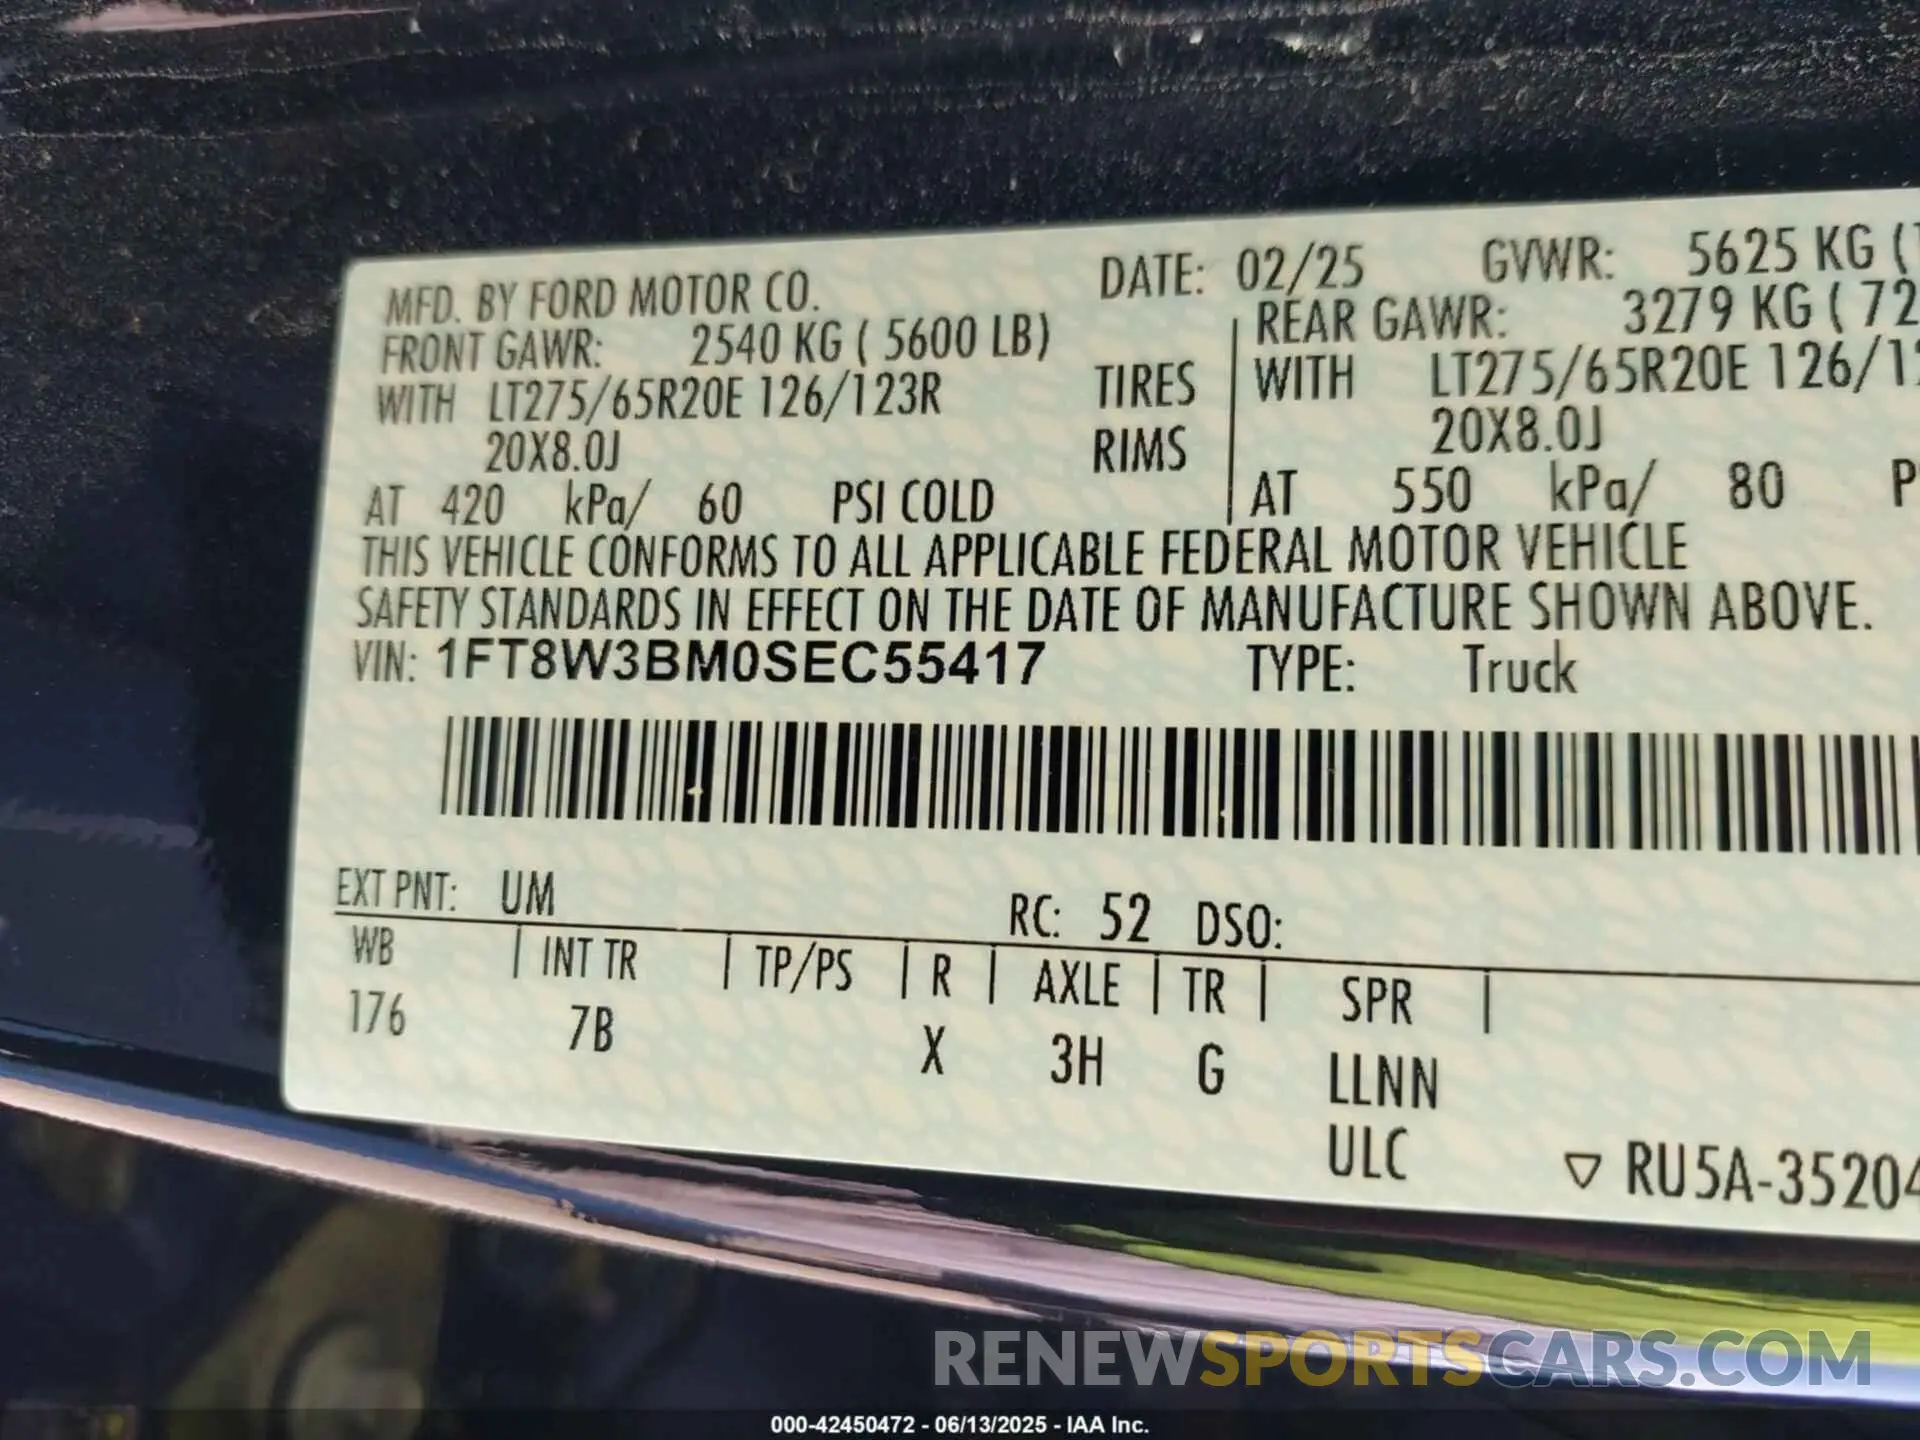 MFD. BY FORD MOTOR CO. DATE: 02/25 GVWR: 5625 KG (
FRONT GAWR: 2540 KG ( 5600 LB) REAR GAWR: 3279 KG ( 72
WITH LT275/65R20E 126/123R TIRES WITH LT275/65R20E 126/12
20X8.0J RIMS 20X8.0J
AT 420 kPa/ 60 PSI COLD AT 550 kPa/ 80 P
THIS VEHICLE CONFORMS TO ALL APPLICABLE FEDERAL MOTOR VEHICLE
SAFETY STANDARDS IN EFFECT ON THE DATE OF MANUFACTURE SHOWN ABOVE.
VIN: 1FT8W3BM0SEC55417 TYPE: Truck
EXT PNT: UM RC: 52 DSO:
WB | INT TR | TP/PS | R | AXLE | TR | SPR |
176 7B X 3H G LLNN
ULC ▽ RU5A-35204
RENEWSPORTSCARS.COM
000-42450472 - 06/13/2025 - IAA Inc.